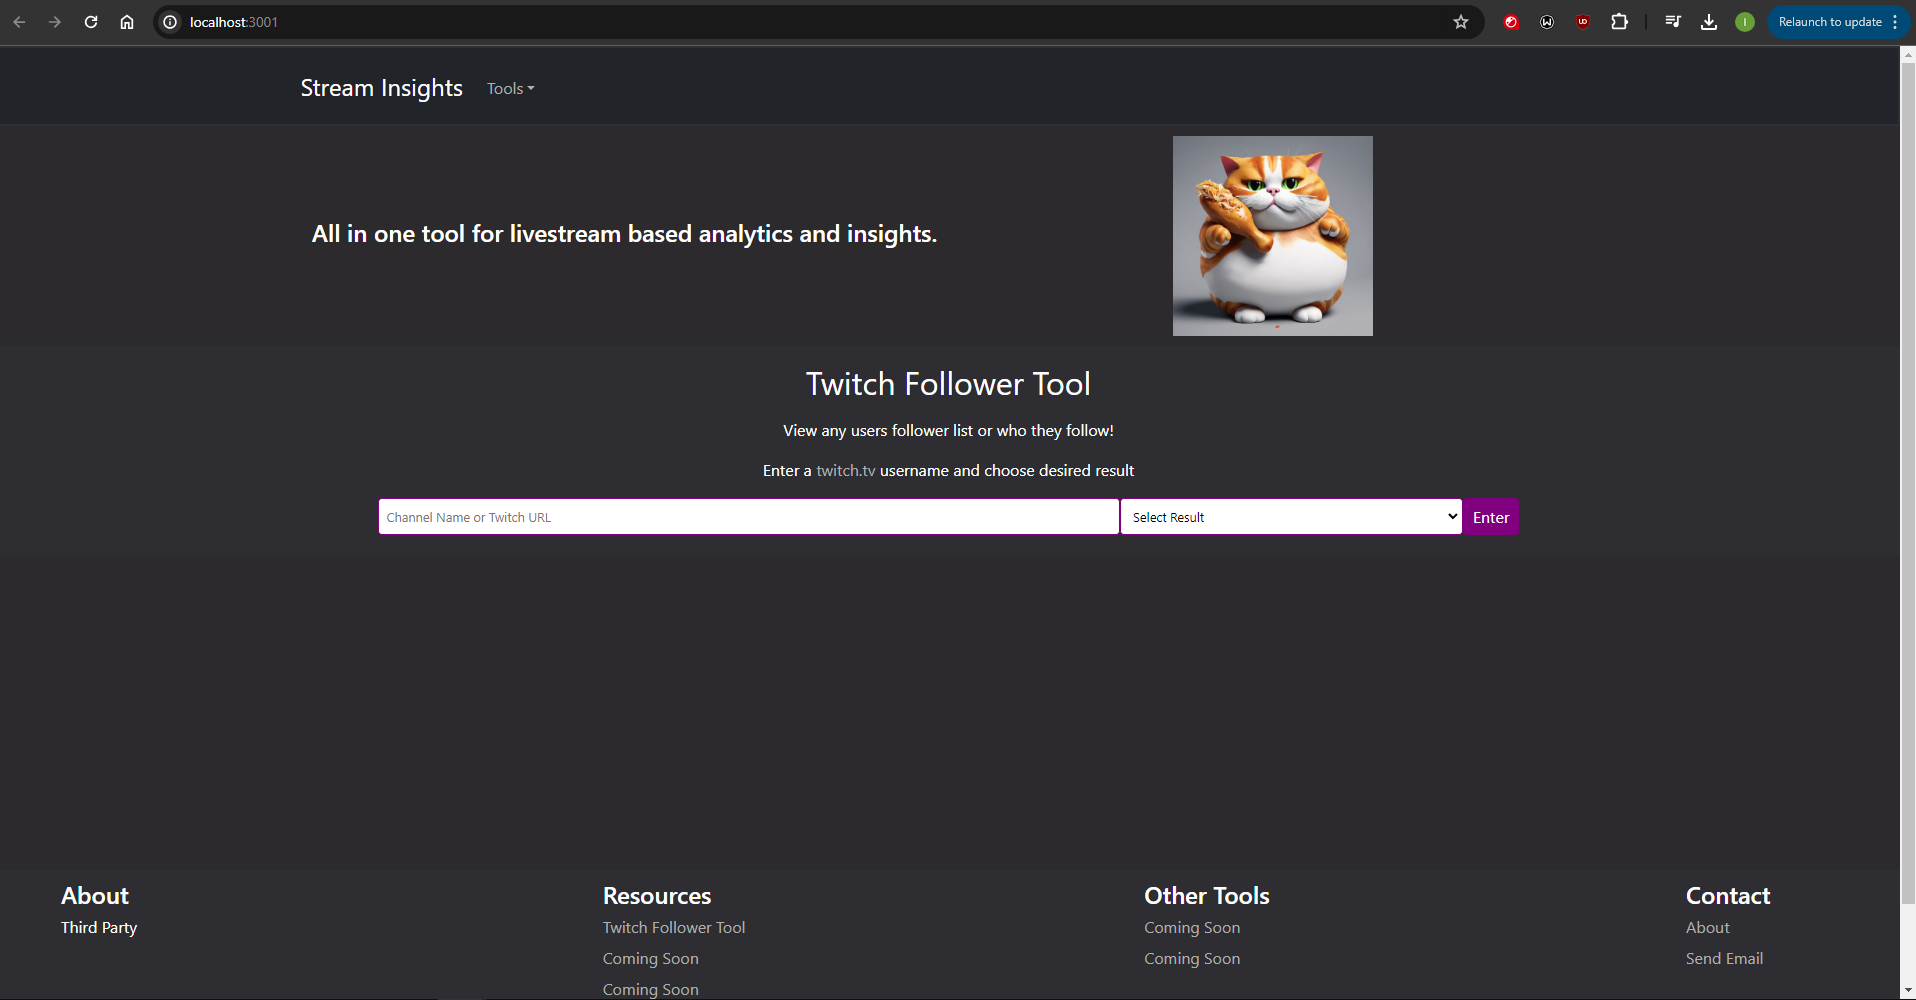 localhost:3001
Relaunch to update
Stream Insights
Tools
All in one tool for livestream based analytics and insights.
Twitch Follower Tool
View any users follower list or who they follow!
Enter a twitch.tv username and choose desired result
Channel Name or Twitch URL
Select Result
Enter
About
Third Party
Resources
Twitch Follower Tool
Coming Soon
Coming Soon
Other Tools
Coming Soon
Coming Soon
Contact
About
Send Email